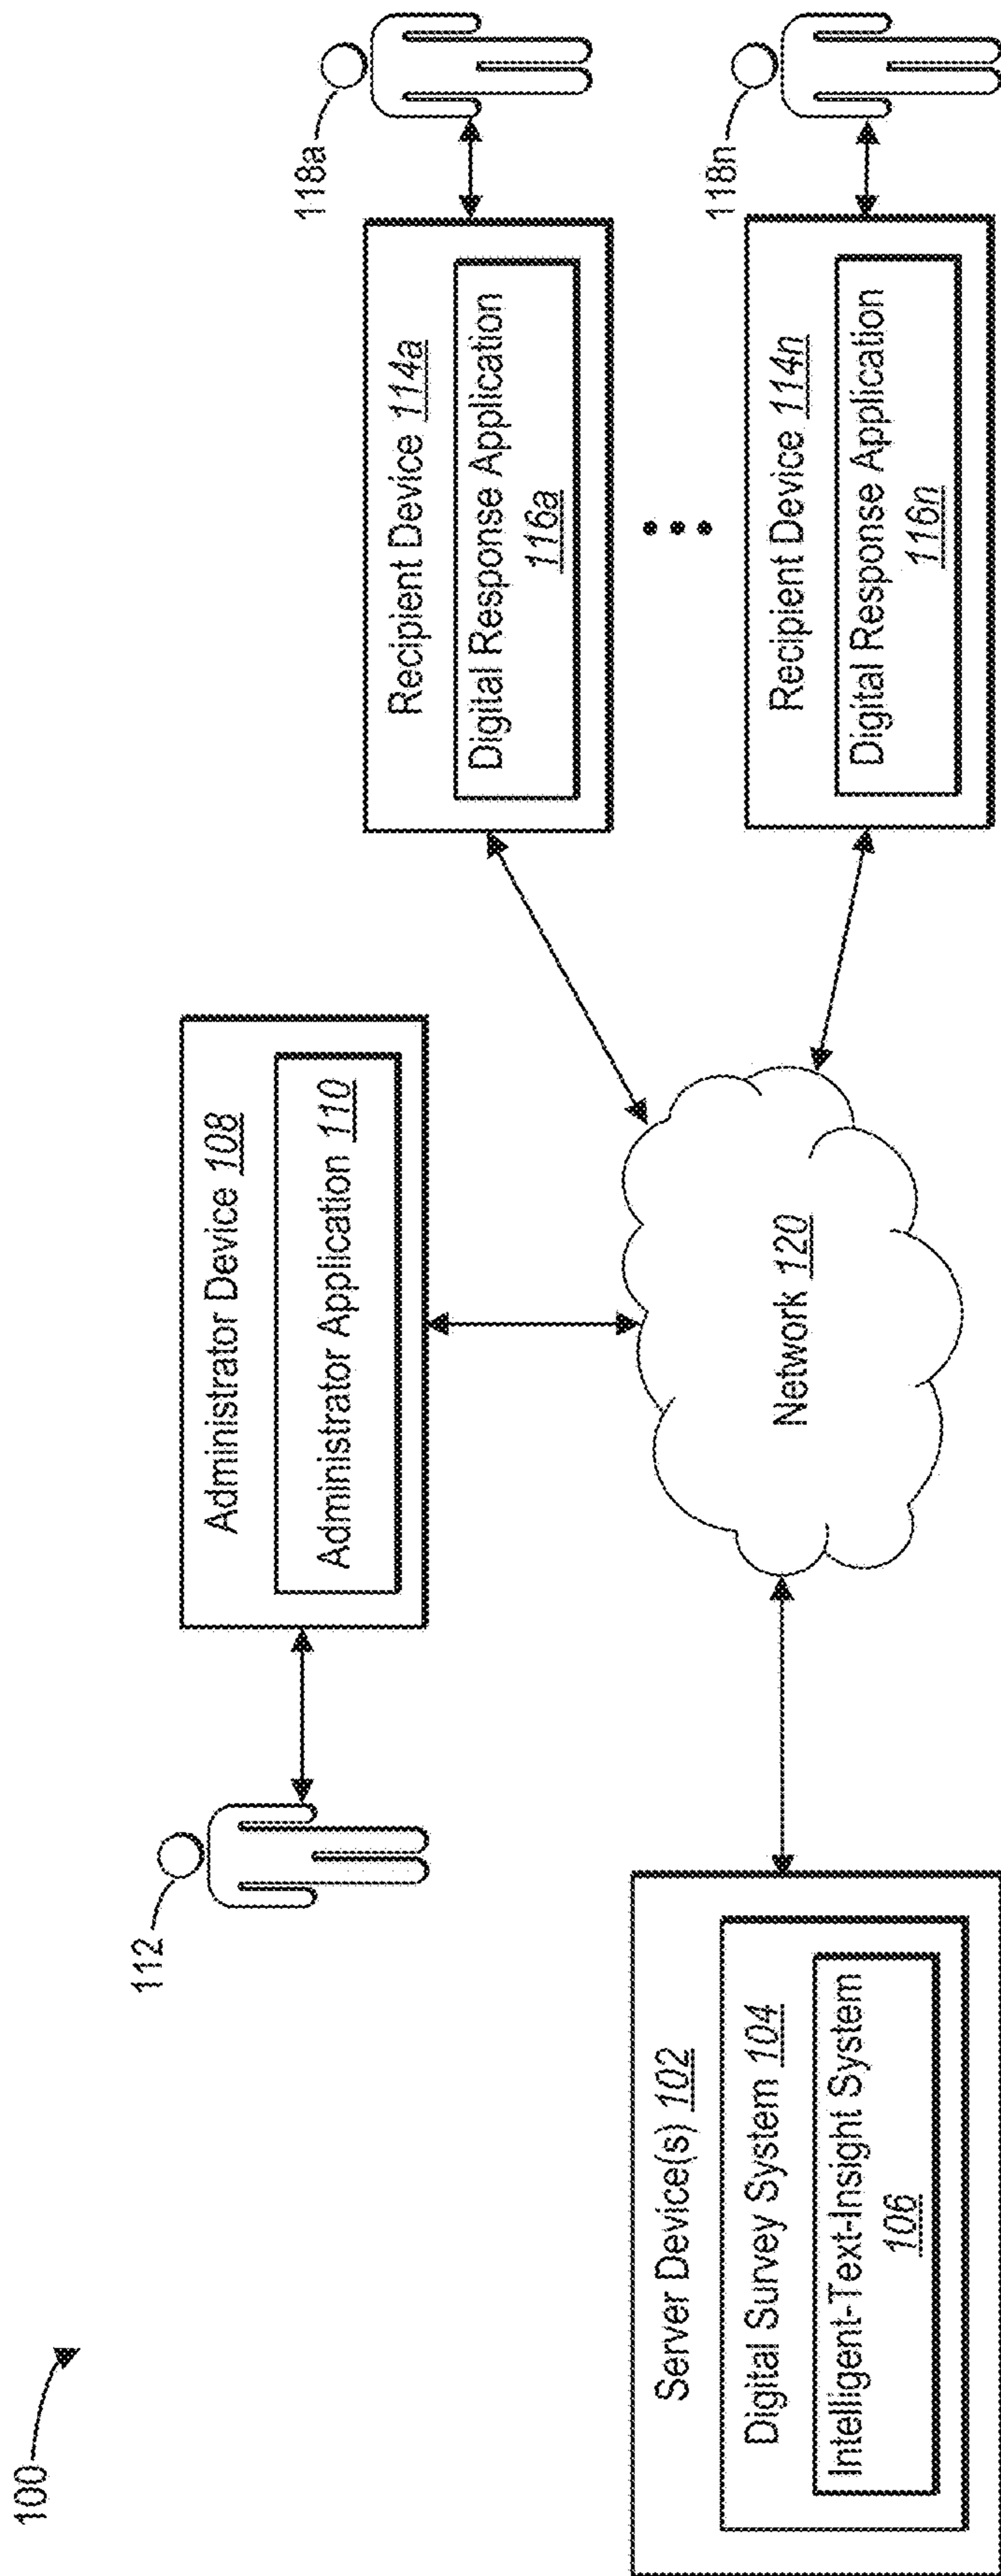 100
112
Administrator Device 108
Administrator Application 110
118a
Recipient Device 114a
Digital Response Application
116a
118n
Recipient Device 114n
Digital Response Application
116n
Network 120
Server Device(s) 102
Digital Survey System 104
Intelligent-Text-Insight System
106